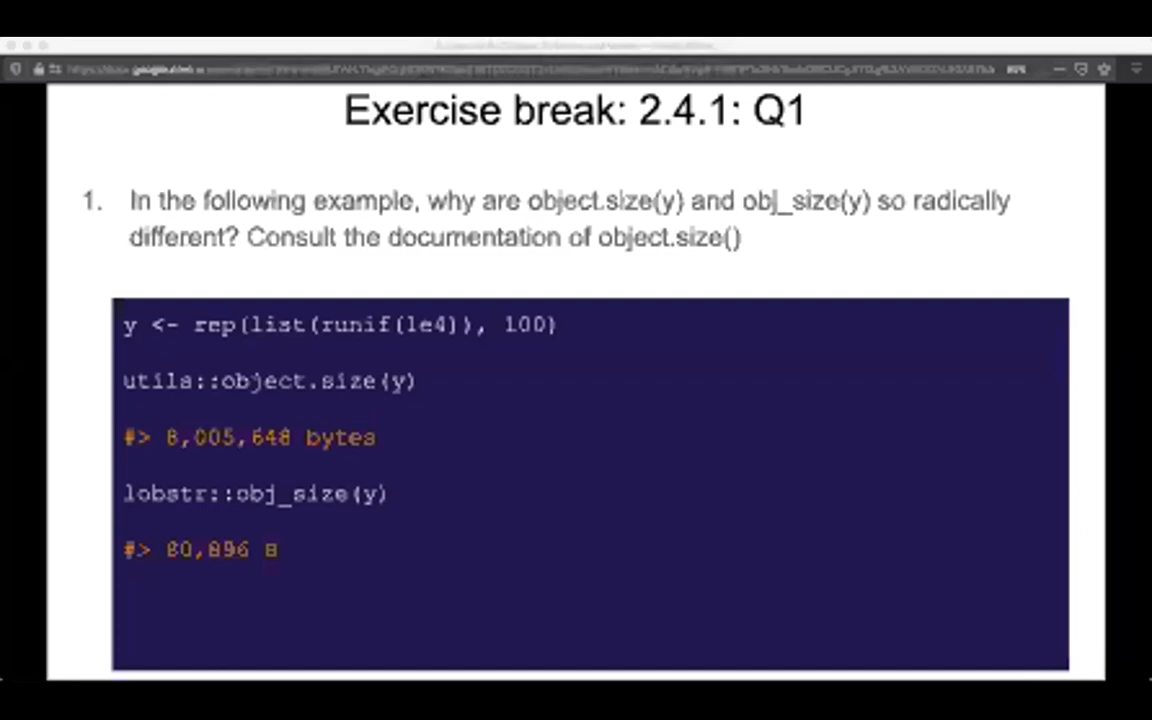 Exercise break: 2.4.1: Q1
1. In the following example, why are object.size(y) and obj_size(y) so radically
different? Consult the documentation of object.size()
y <- rep(list(runif(1e4)), 100)
utils::object.size(y)
#> 8,005,648 bytes
lobstr::obj_size(y)
#> 80,896 B